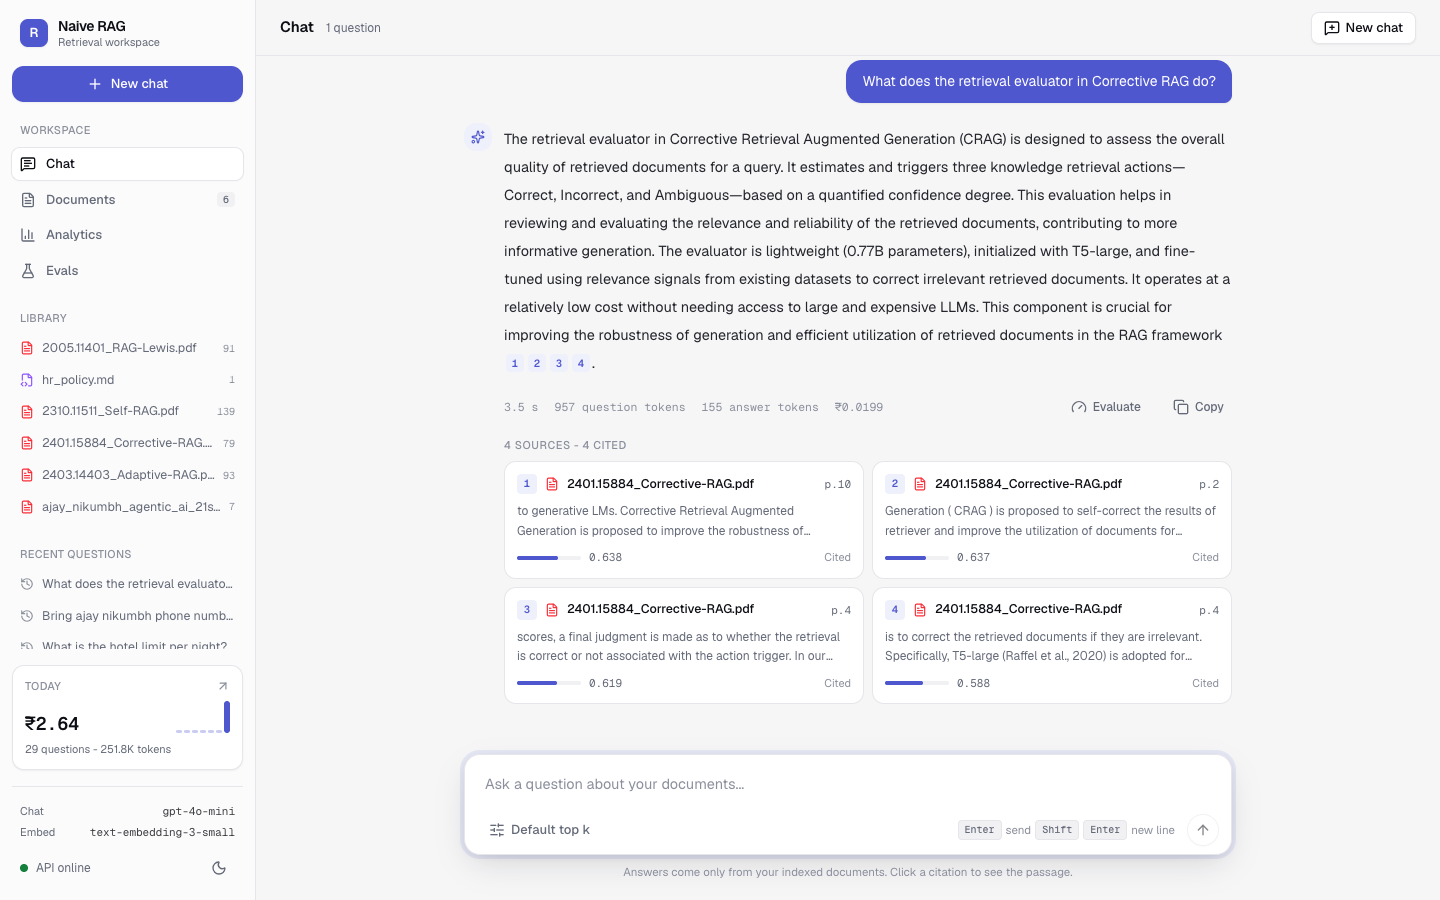 R
Naive RAG
Retrieval workspace
New chat
WORKSPACE
Chat
Documents 6
Analytics
Evals
LIBRARY
2005.11401_RAG-Lewis.pdf 91
hr_policy.md 1
2310.11511_Self-RAG.pdf 139
2401.15884_Corrective-RAG.… 79
2403.14403_Adaptive-RAG.p… 93
ajay_nikumbh_agentic_ai_21s… 7
RECENT QUESTIONS
What does the retrieval evaluato…
Bring ajay nikumbh phone numb…
What is the hotel limit per night?
TODAY
₹2.64
29 questions - 251.8K tokens
Chat gpt-4o-mini
Embed text-embedding-3-small
API online
Chat 1 question
New chat
What does the retrieval evaluator in Corrective RAG do?
The retrieval evaluator in Corrective Retrieval Augmented Generation (CRAG) is designed to assess the overall
quality of retrieved documents for a query. It estimates and triggers three knowledge retrieval actions—
Correct, Incorrect, and Ambiguous—based on a quantified confidence degree. This evaluation helps in
reviewing and evaluating the relevance and reliability of the retrieved documents, contributing to more
informative generation. The evaluator is lightweight (0.77B parameters), initialized with T5-large, and fine-
tuned using relevance signals from existing datasets to correct irrelevant retrieved documents. It operates at a
relatively low cost without needing access to large and expensive LLMs. This component is crucial for
improving the robustness of generation and efficient utilization of retrieved documents in the RAG framework
1 2 3 4 .
3.5 s 957 question tokens 155 answer tokens ₹0.0199
Evaluate
Copy
4 SOURCES - 4 CITED
1 2401.15884_Corrective-RAG.pdf p.10
to generative LMs. Corrective Retrieval Augmented
Generation is proposed to improve the robustness of…
0.638 Cited
2 2401.15884_Corrective-RAG.pdf p.2
Generation ( CRAG ) is proposed to self-correct the results of
retriever and improve the utilization of documents for…
0.637 Cited
3 2401.15884_Corrective-RAG.pdf p.4
scores, a final judgment is made as to whether the retrieval
is correct or not associated with the action trigger. In our…
0.619 Cited
4 2401.15884_Corrective-RAG.pdf p.4
is to correct the retrieved documents if they are irrelevant.
Specifically, T5-large (Raffel et al., 2020) is adopted for…
0.588 Cited
Ask a question about your documents...
Default top k
Enter send Shift Enter new line
Answers come only from your indexed documents. Click a citation to see the passage.